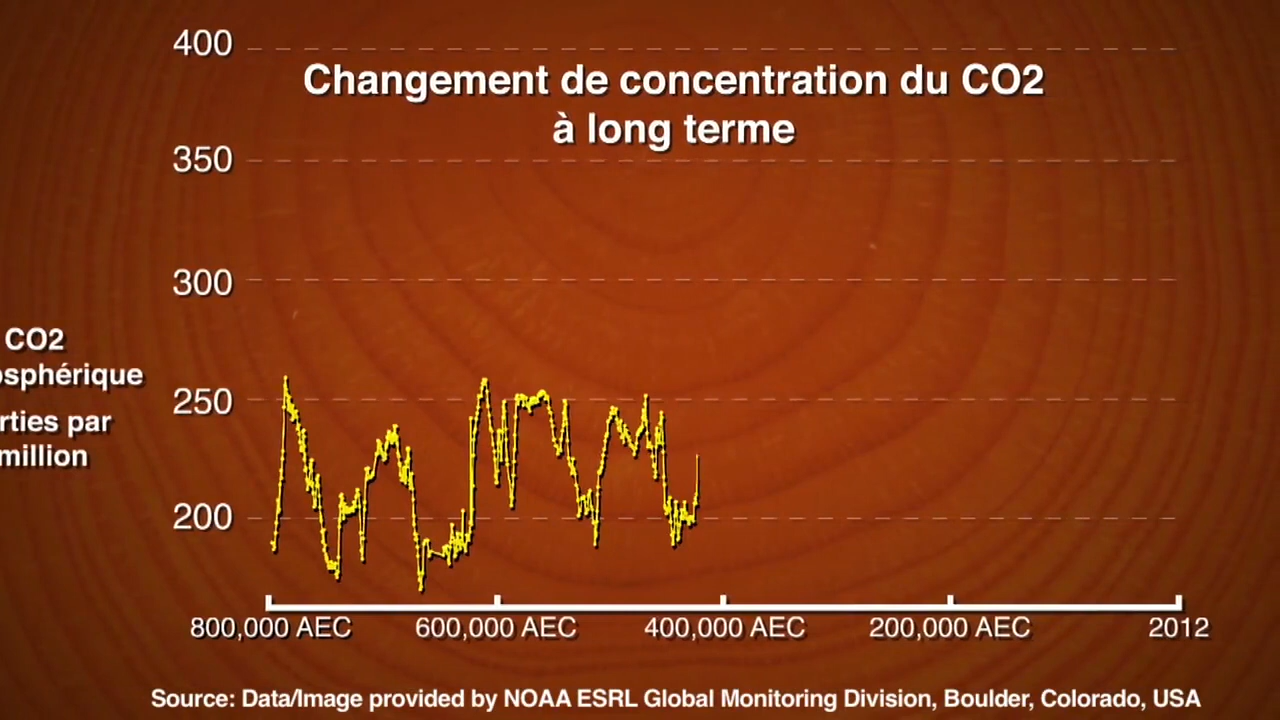 400
Changement de concentration du CO2
à long terme
350
300
CO2
osphérique
250
rties par
million
200
800,000 AEC 600,000 AEC 400,000 AEC 200,000 AEC 2012
Source: Data/Image provided by NOAA ESRL Global Monitoring Division, Boulder, Colorado, USA